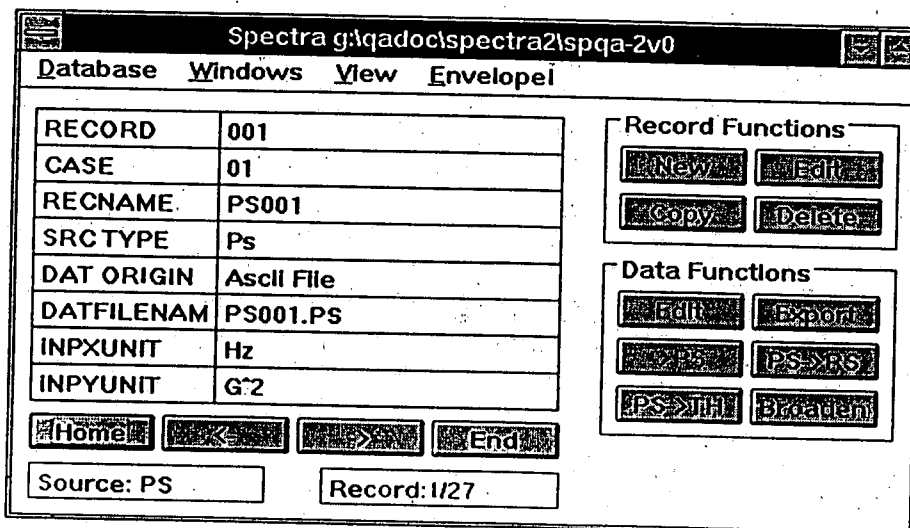 Spectra g:\qadoc\spectra2\spqa-2v0
Database Windows View Envelopel
RECORD 001
CASE 01
RECNAME PS001
SRCTYPE Ps
DAT ORIGIN Ascii File
DATFILENAM PS001.PS
INPXUNIT Hz
INPYUNIT G^2
Home < > End
Source: PS Record: 1/27
Record Functions
New Edit
Copy Delete
Data Functions
Edit Export
>PS PS>RS
PS>TH Broaden